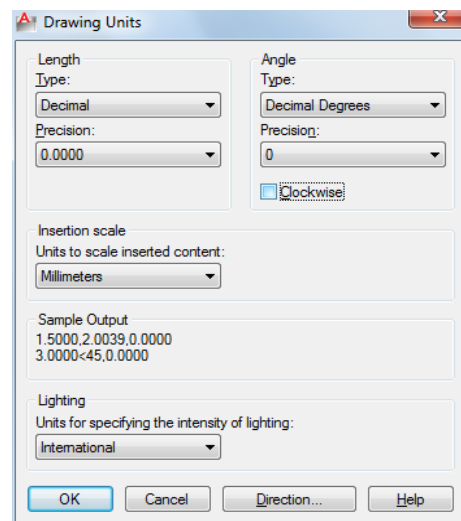 Drawing Units
Length
Type:
Decimal
Precision:
0.0000
Angle
Type:
Decimal Degrees
Precision:
0
Clockwise
Insertion scale
Units to scale inserted content:
Millimeters
Sample Output
1.5000,2.0039,0.0000
3.0000<45,0.0000
Lighting
Units for specifying the intensity of lighting:
International
OK Cancel Direction... Help